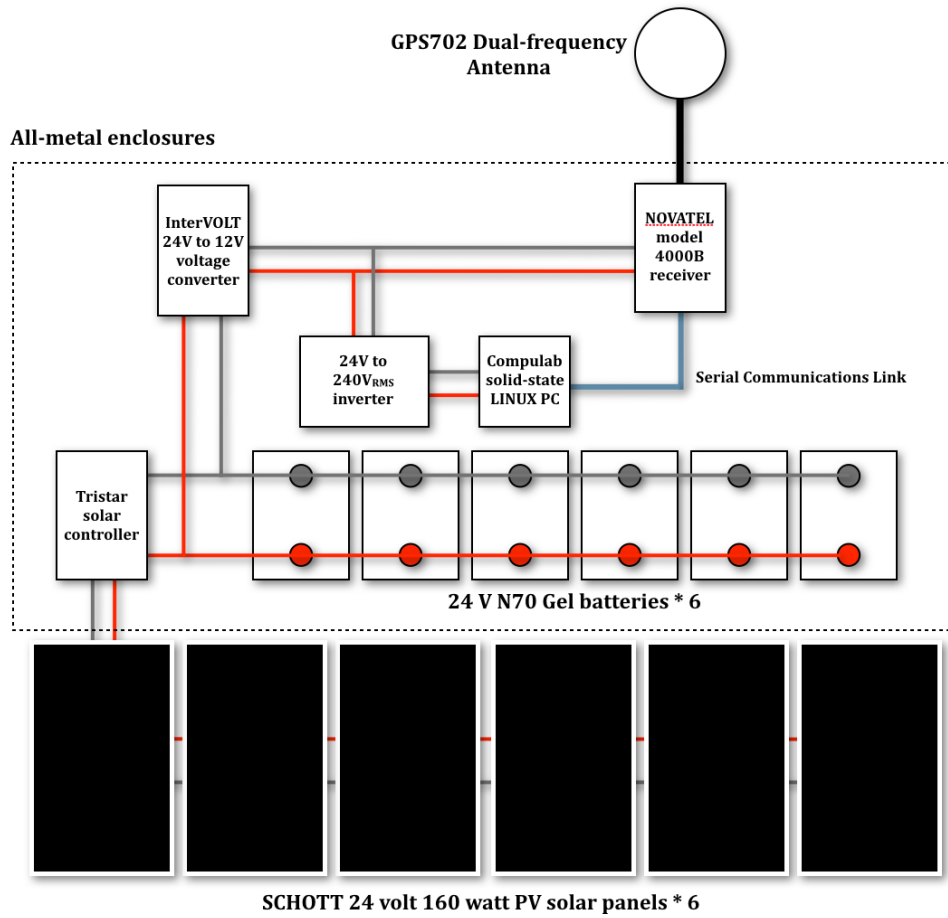 GPS702 Dual-frequency
Antenna
All-metal enclosures
InterVOLT
24V to 12V
voltage
converter
NOVATEL
model
4000B
receiver
24V to
240VRMS
inverter
Compulab
solid-state
LINUX PC
Serial Communications Link
Tristar
solar
controller
24 V N70 Gel batteries * 6
SCHOTT 24 volt 160 watt PV solar panels * 6